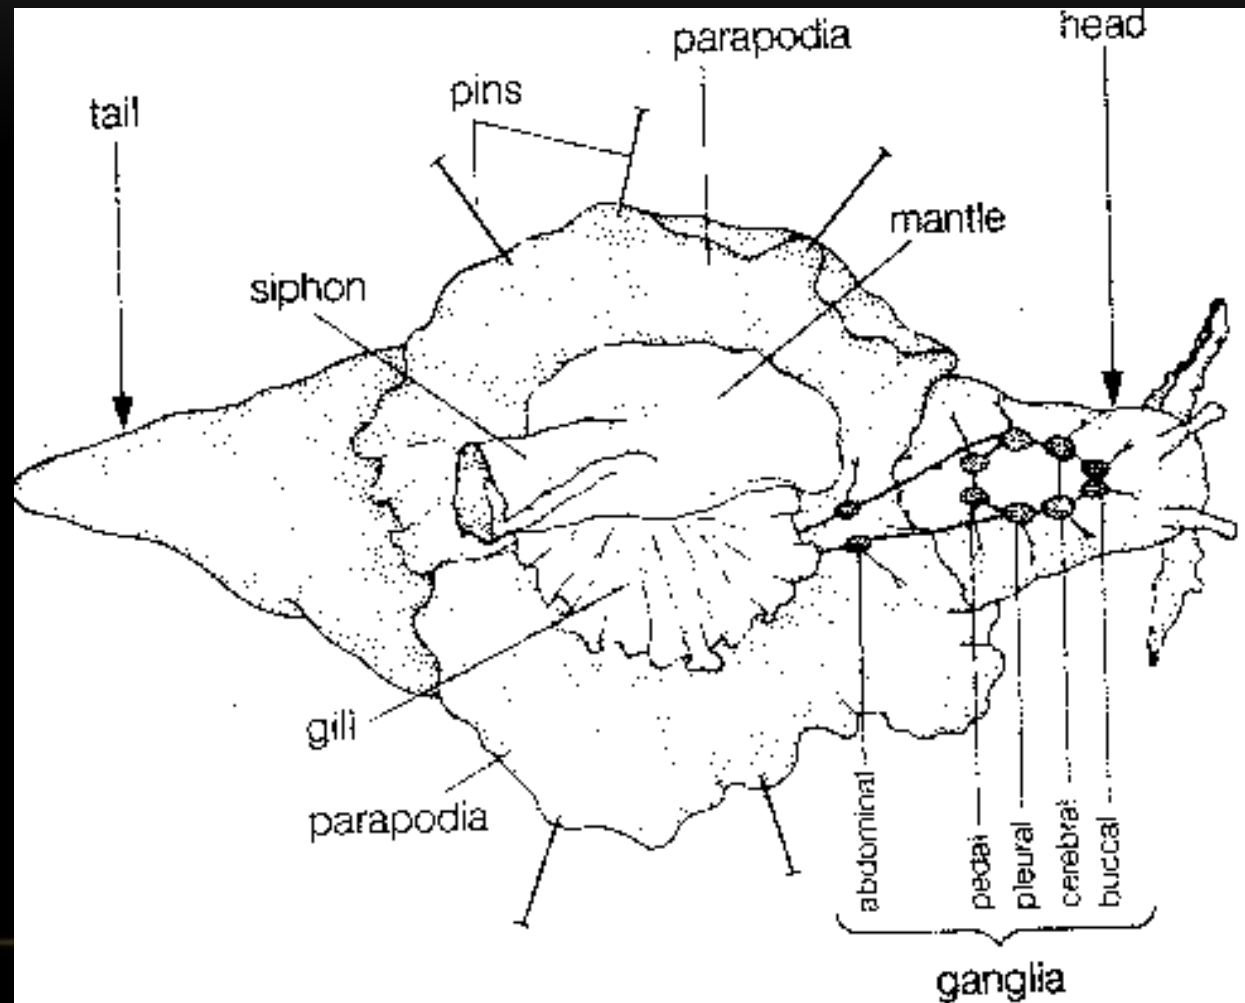 head
parapodia
pins
tail
mantle
siphon
gill
parapodia
abdominal
pedal
pleural
cerebral
buccal
ganglia